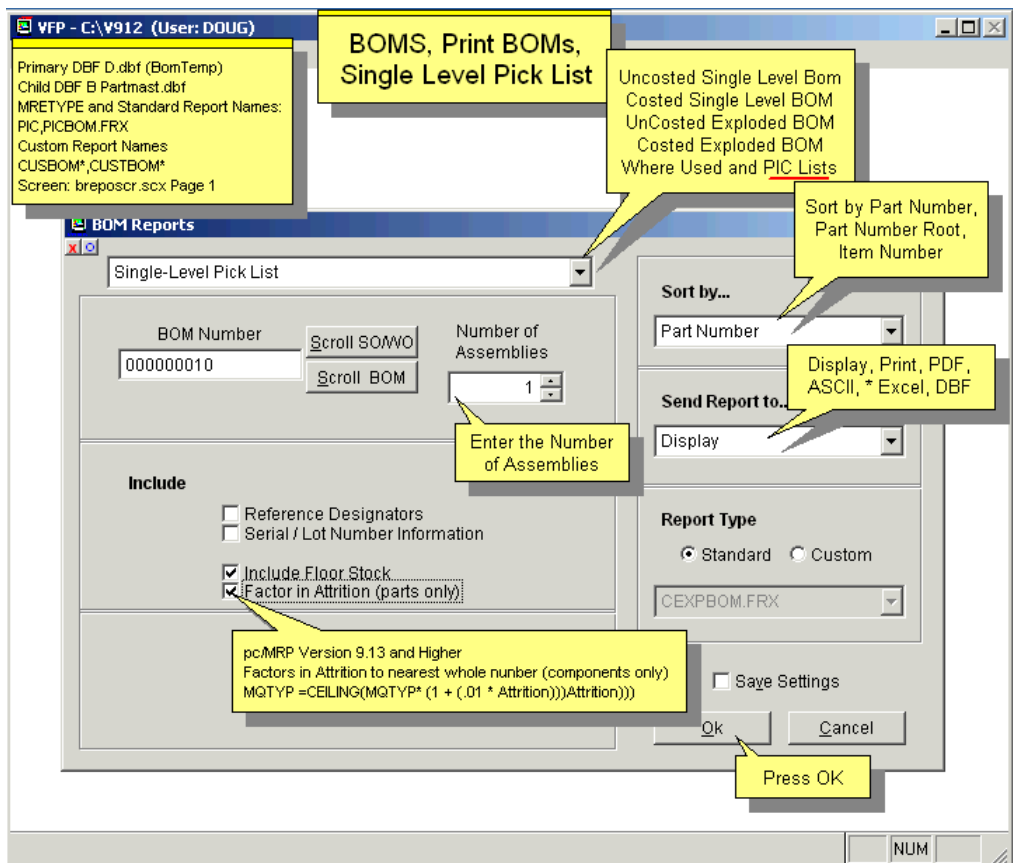 VFP - C:\V912 (User: DOUG)
BOMS, Print BOMs,
Single Level Pick List
Primary DBF D.dbf (BomTemp)
Child DBF B Partmast.dbf
MRETYPE and Standard Report Names:
PIC,PICBOM.FRX
Custom Report Names
CUSBOM*,CUSTBOM*
Screen: breposcr.scx Page 1
Uncosted Single Level Bom
Costed Single Level BOM
UnCosted Exploded BOM
Costed Exploded BOM
Where Used and PIC Lists
Sort by Part Number,
Part Number Root,
Item Number
BOM Reports
Single-Level Pick List
BOM Number
000000010
Scroll SO/WO
Scroll BOM
Number of
Assemblies
1
Enter the Number
of Assemblies
Sort by...
Part Number
Display, Print, PDF,
ASCII, * Excel, DBF
Send Report to...
Display
Include
Reference Designators
Serial / Lot Number Information
Include Floor Stock
Factor in Attrition (parts only)
Report Type
Standard
Custom
CEXPBOM.FRX
pc/MRP Version 9.13 and Higher
Factors in Attrition to nearest whole nunber (components only)
MQTYP =CEILING(MQTYP* (1 + (.01 * Attrition)))Attrition)))
Save Settings
Ok
Cancel
Press OK
NUM